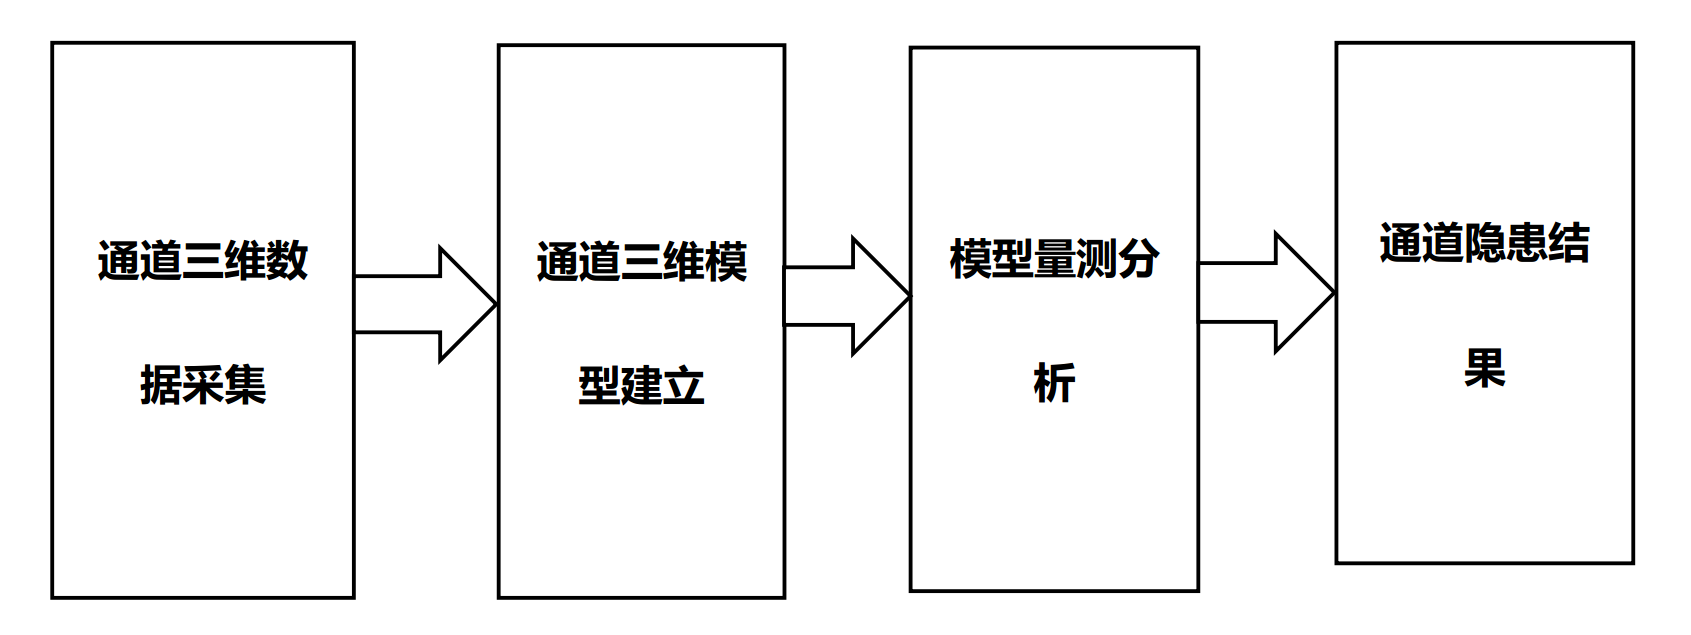 通道三维数
据采集
通道三维模
型建立
模型量测分
析
通道隐患结
果